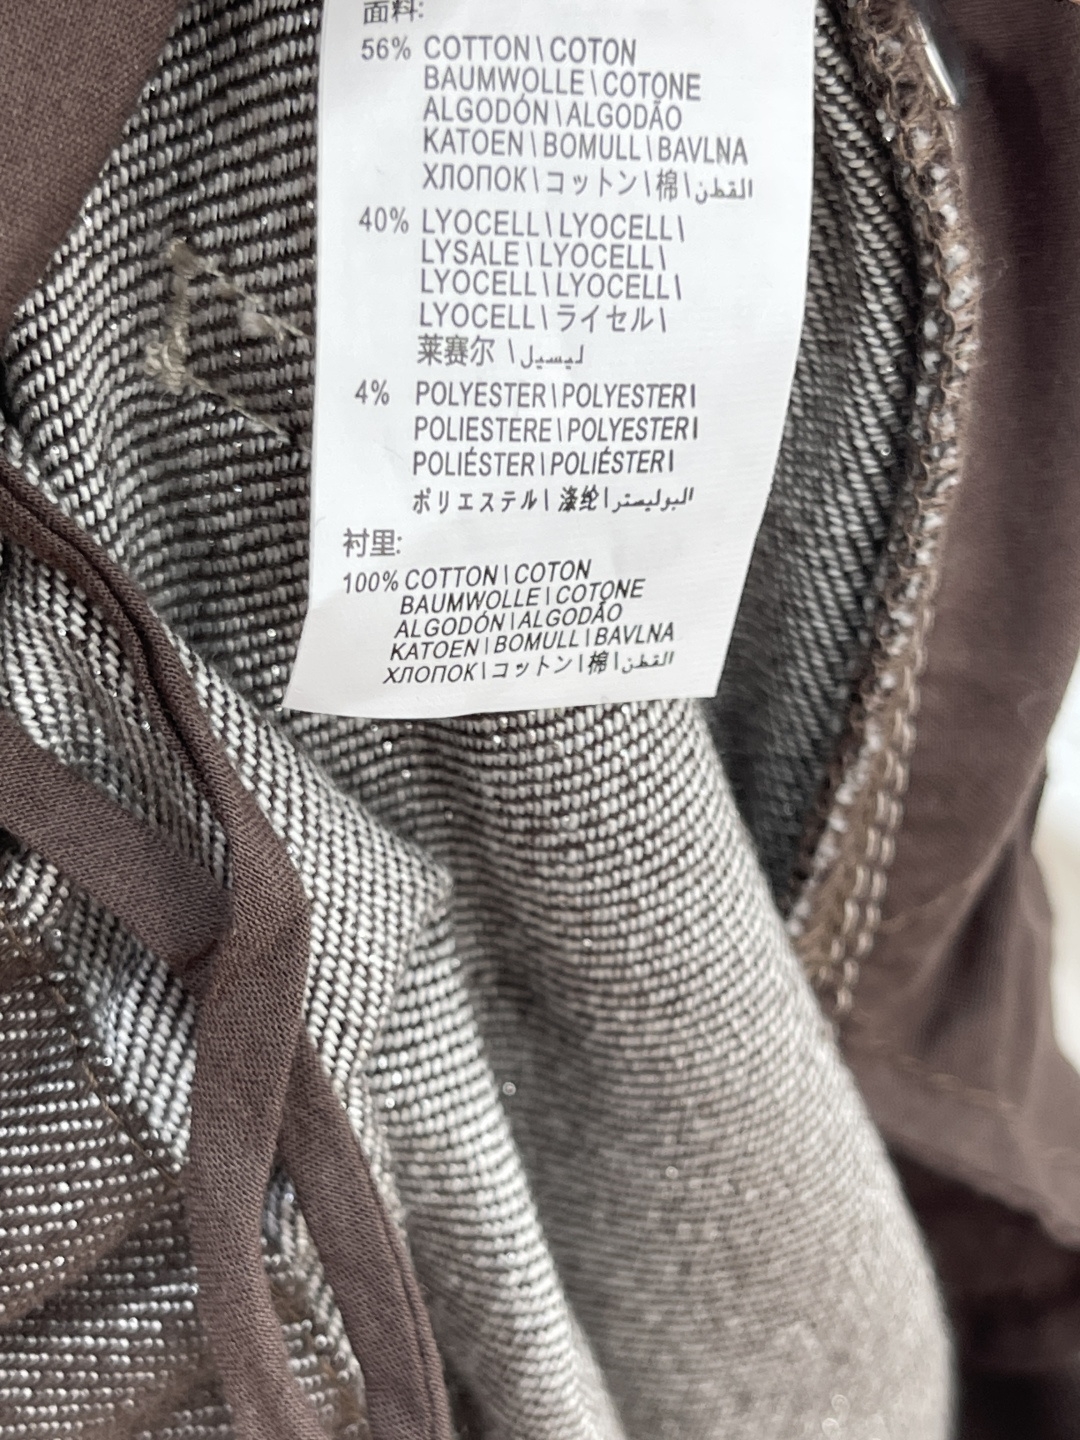 面料:
56% COTTON\COTON
BAUMWOLLE\COTONE
ALGODÓN\ALGODÃO
KATOEN\BOMULL\BAVLNA
ХЛОПОК\コットン\棉\القطن
40% LYOCELL\LYOCELL\
LYSALE\LYOCELL\
LYOCELL\LYOCELL\
LYOCELL\ライセル\
莱赛尔 \ليسيل
4% POLYESTER\POLYESTER\
POLIESTERE\POLYESTER\
POLIÉSTER\POLIÉSTER\
ポリエステル\涤纶\البوليستر
衬里:
100% COTTON\COTON
BAUMWOLLE\COTONE
ALGODÓN\ALGODÃO
KATOEN\BOMULL\BAVLNA
ХЛОПОК\コットン\棉\القطن